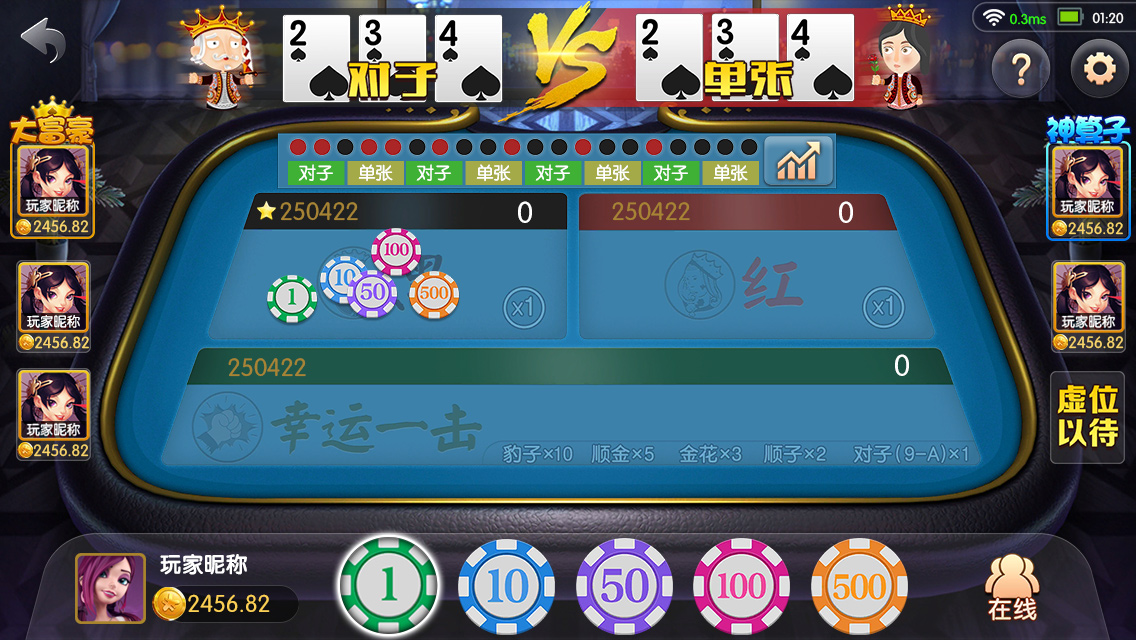 2 3 4
对子
VS
2 3 4
单张
0.3ms
01:20
?
大富豪
玩家昵称
2456.82
玩家昵称
2456.82
玩家昵称
2456.82
神算子
玩家昵称
2456.82
玩家昵称
2456.82
虚位
以待
对子 单张 对子 单张 对子 单张 对子 单张
250422 0
250422 0
1 10 50 100 500
x1
红
x1
250422 0
幸运一击
豹子×10 顺金×5 金花×3 顺子×2 对子(9-A)×1
玩家昵称
2456.82
1 10 50 100 500
在线